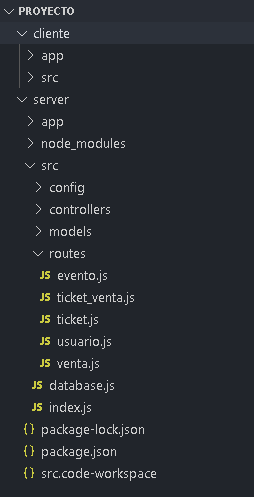 PROYECTO
cliente
app
src
server
app
node_modules
src
config
controllers
models
routes
JS evento.js
JS ticket_venta.js
JS ticket.js
JS usuario.js
JS venta.js
JS database.js
JS index.js
{} package-lock.json
{} package.json
{} src.code-workspace